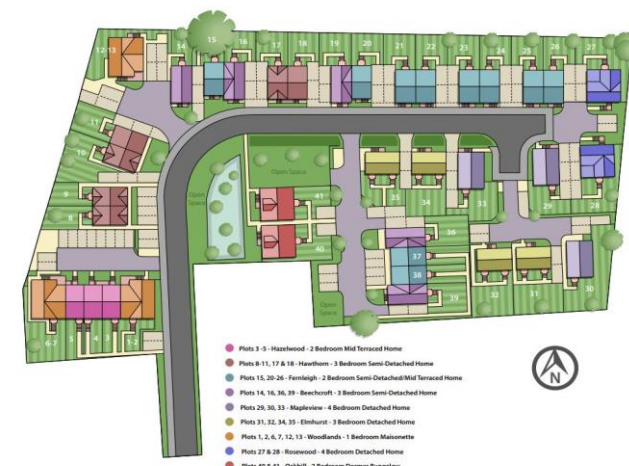 12-13
14
15
16
17
18
19
20
21
22
23
24
25
26
27
11
10
9
8
Open Space
Open
Space
41
40
35
34
33
29
28
36
37
38
39
32
31
30
Open
Space
6-7
5
4
3
1-2
Plots 3 -5 - Hazelwood - 2 Bedroom Mid Terraced Home
Plots 8-11, 17 & 18 - Hawthorn - 3 Bedroom Semi-Detached Home
Plots 15, 20-26 - Fernleigh - 2 Bedroom Semi-Detached/Mid Terraced Home
Plots 14, 16, 36, 39 - Beechcroft - 3 Bedroom Semi-Detached Home
Plots 29, 30, 33 - Mapleview - 4 Bedroom Detached Home
Plots 31, 32, 34, 35 - Elmhurst - 3 Bedroom Detached Home
Plots 1, 2, 6, 7, 12, 13 - Woodlands - 1 Bedroom Maisonette
Plots 27 & 28 - Rosewood - 4 Bedroom Detached Home
N